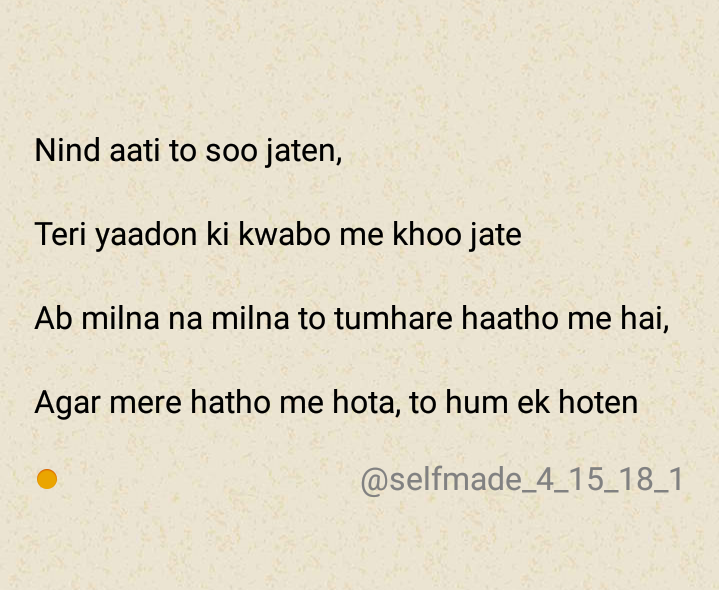 Nind aati to soo jaten,
Teri yaadon ki kwabo me khoo jate
Ab milna na milna to tumhare haatho me hai,
Agar mere hatho me hota, to hum ek hoten
@selfmade_4_15_18_1